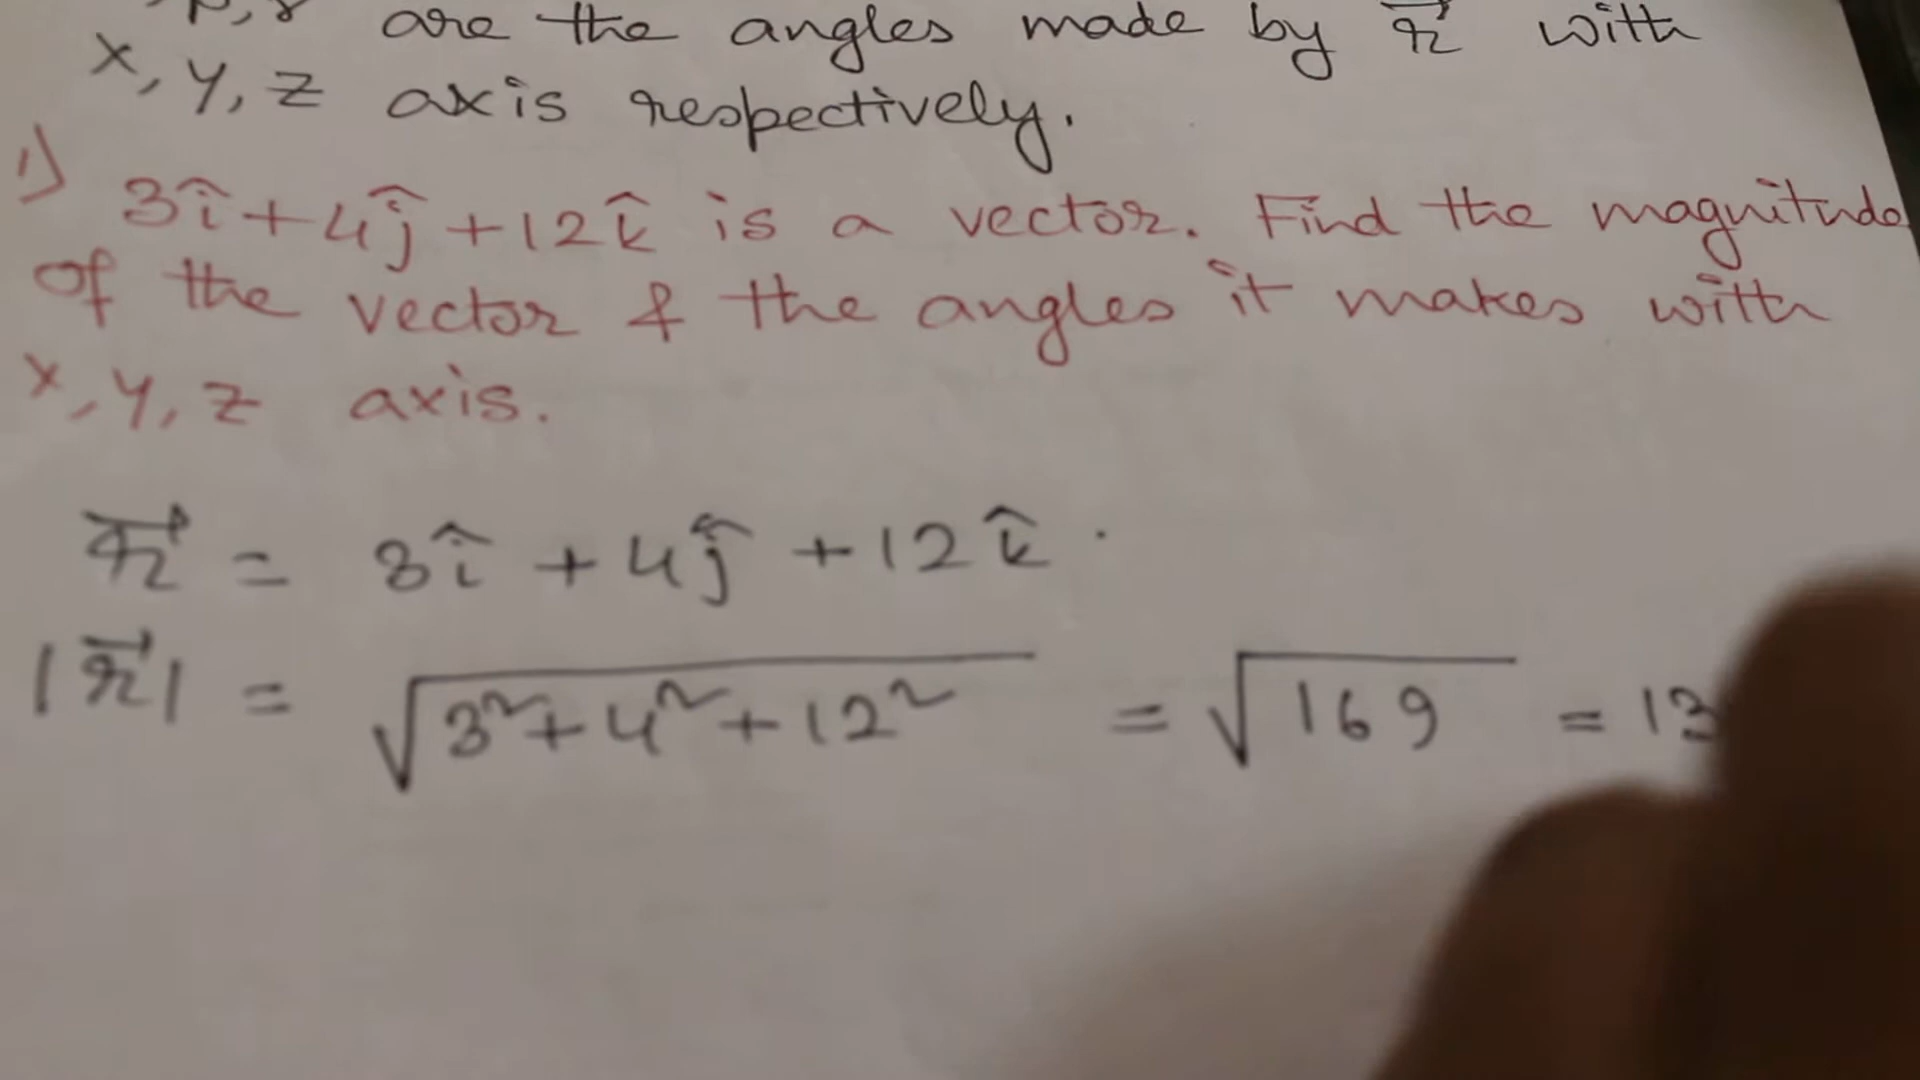 β, γ are the angles made by r⃗ with
x, y, z axis respectively.
1) 3î + 4ĵ + 12k̂ is a vector. Find the magnitude
of the vector & the angles it makes with
x, y, z axis.
r⃗ = 3î + 4ĵ + 12k̂ .
|r⃗| = √3² + 4² + 12² = √169 = 13